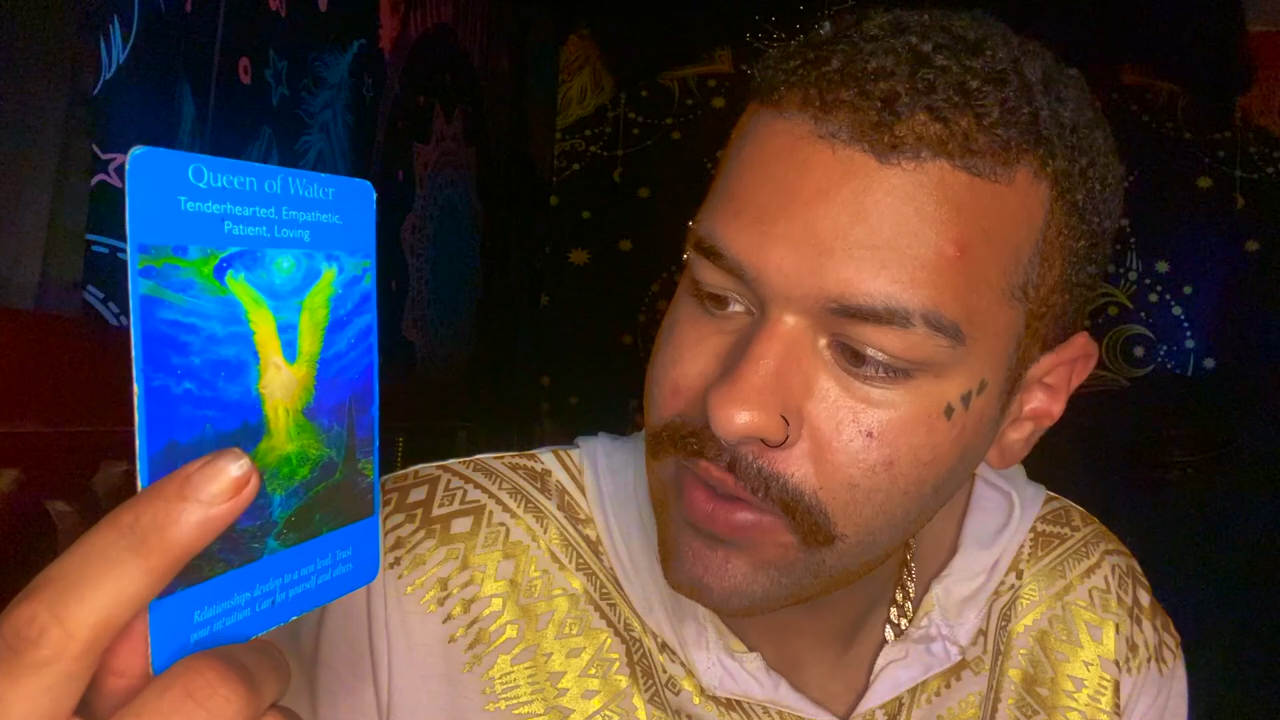 Queen of Water
Tenderhearted, Empathetic,
Patient, Loving
Relationships develop to a new level. Trust
your intuition. Care for yourself and others.